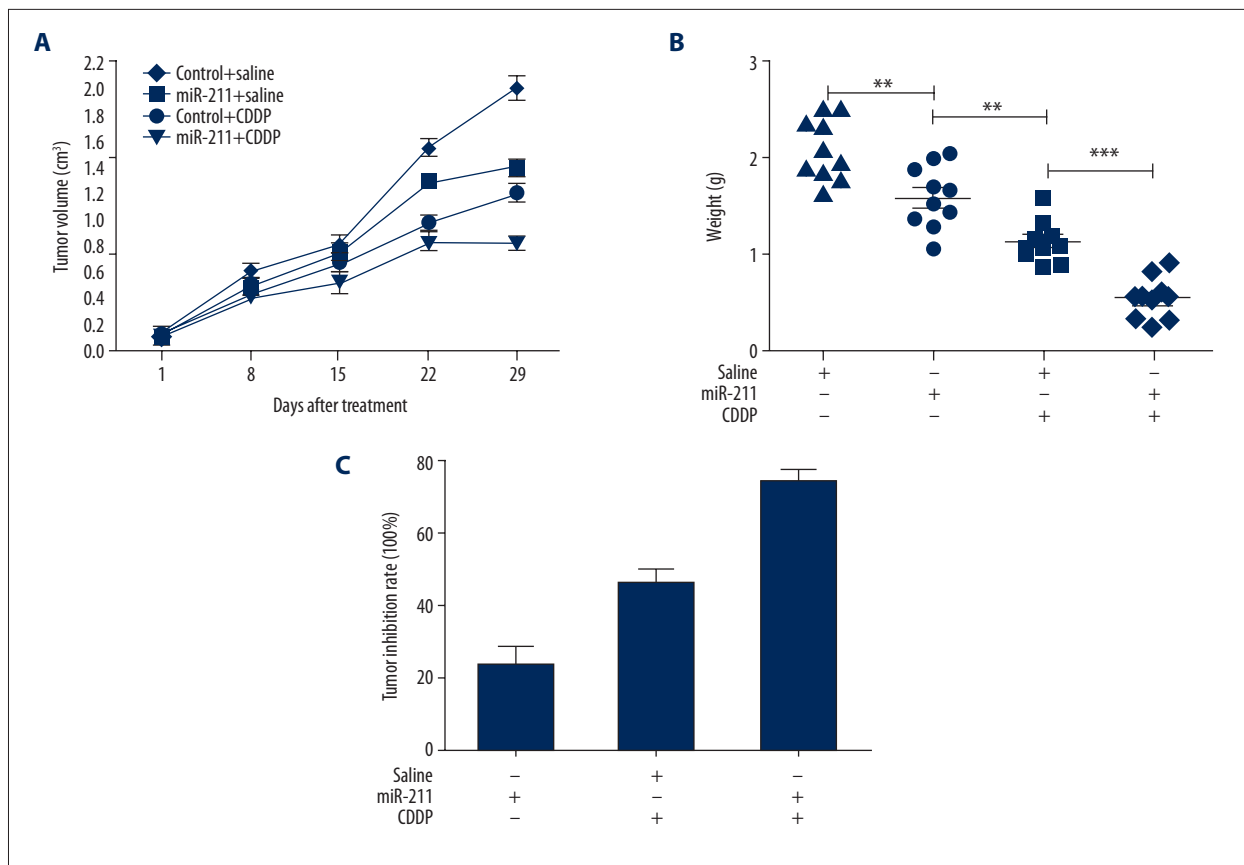 A
2.2
2.0
1.8
1.6
1.4
1.2
1.0
0.8
0.6
0.4
0.2
0.0
Tumor volume (cm³)
Control+saline
miR-211+saline
Control+CDDP
miR-211+CDDP
1 8 15 22 29
Days after treatment
B
3
2
1
0
Weight (g)
** ** ***
Saline + – + –
miR-211 – + – +
CDDP – – + +
C
80
60
40
20
0
Tumor inhibition rate (100%)
Saline – + –
miR-211 + – +
CDDP – + +